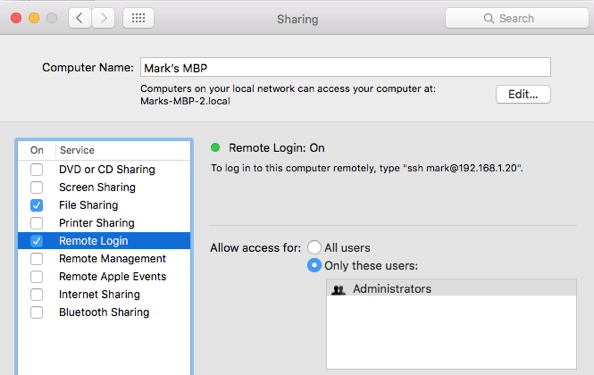 Sharing
Search
Computer Name:
Mark's MBP
Computers on your local network can access your computer at:
Marks-MBP-2.local
Edit...
On
Service
DVD or CD Sharing
Screen Sharing
File Sharing
Printer Sharing
Remote Login
Remote Management
Remote Apple Events
Internet Sharing
Bluetooth Sharing
Remote Login: On
To log in to this computer remotely, type "ssh mark@192.168.1.20".
Allow access for:
All users
Only these users:
Administrators